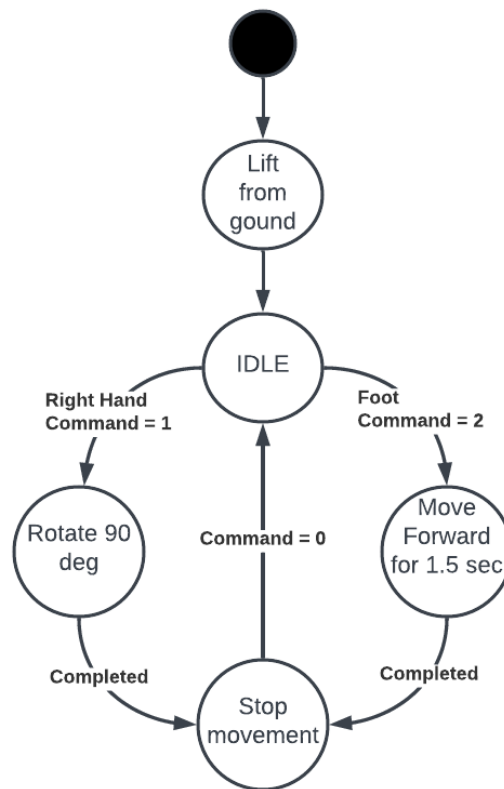 Lift
from
gound
IDLE
Right Hand
Command = 1
Foot
Command = 2
Rotate 90
deg
Command = 0
Move
Forward
for 1.5 sec
Completed
Completed
Stop
movement